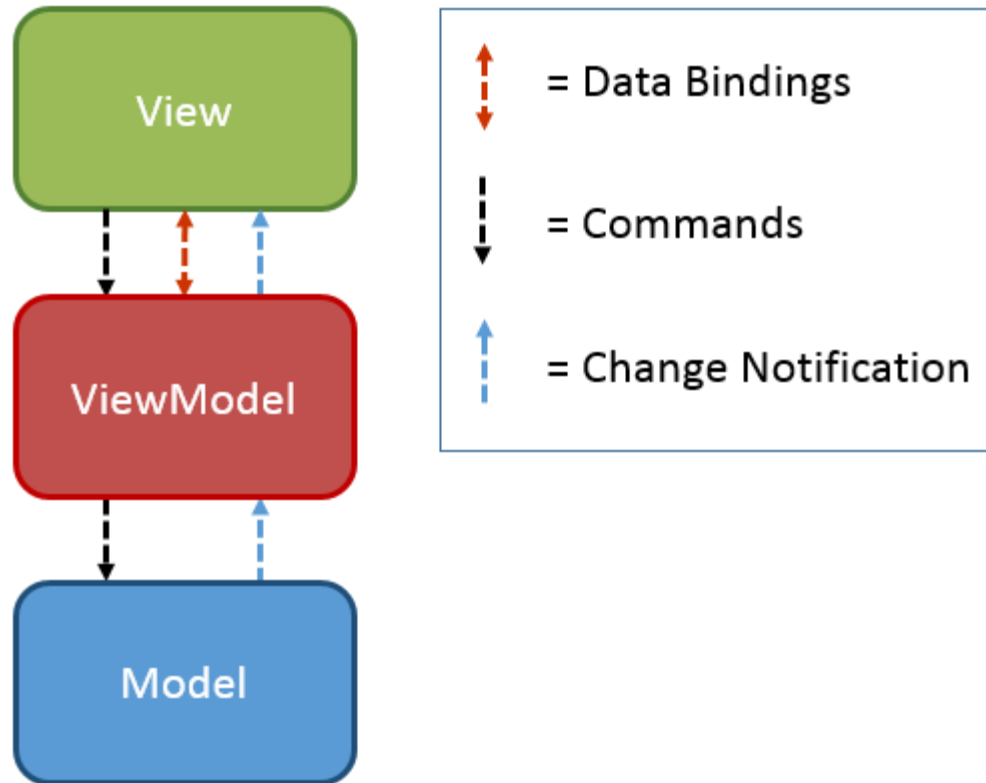 View
= Data Bindings
= Commands
= Change Notification
ViewModel
Model